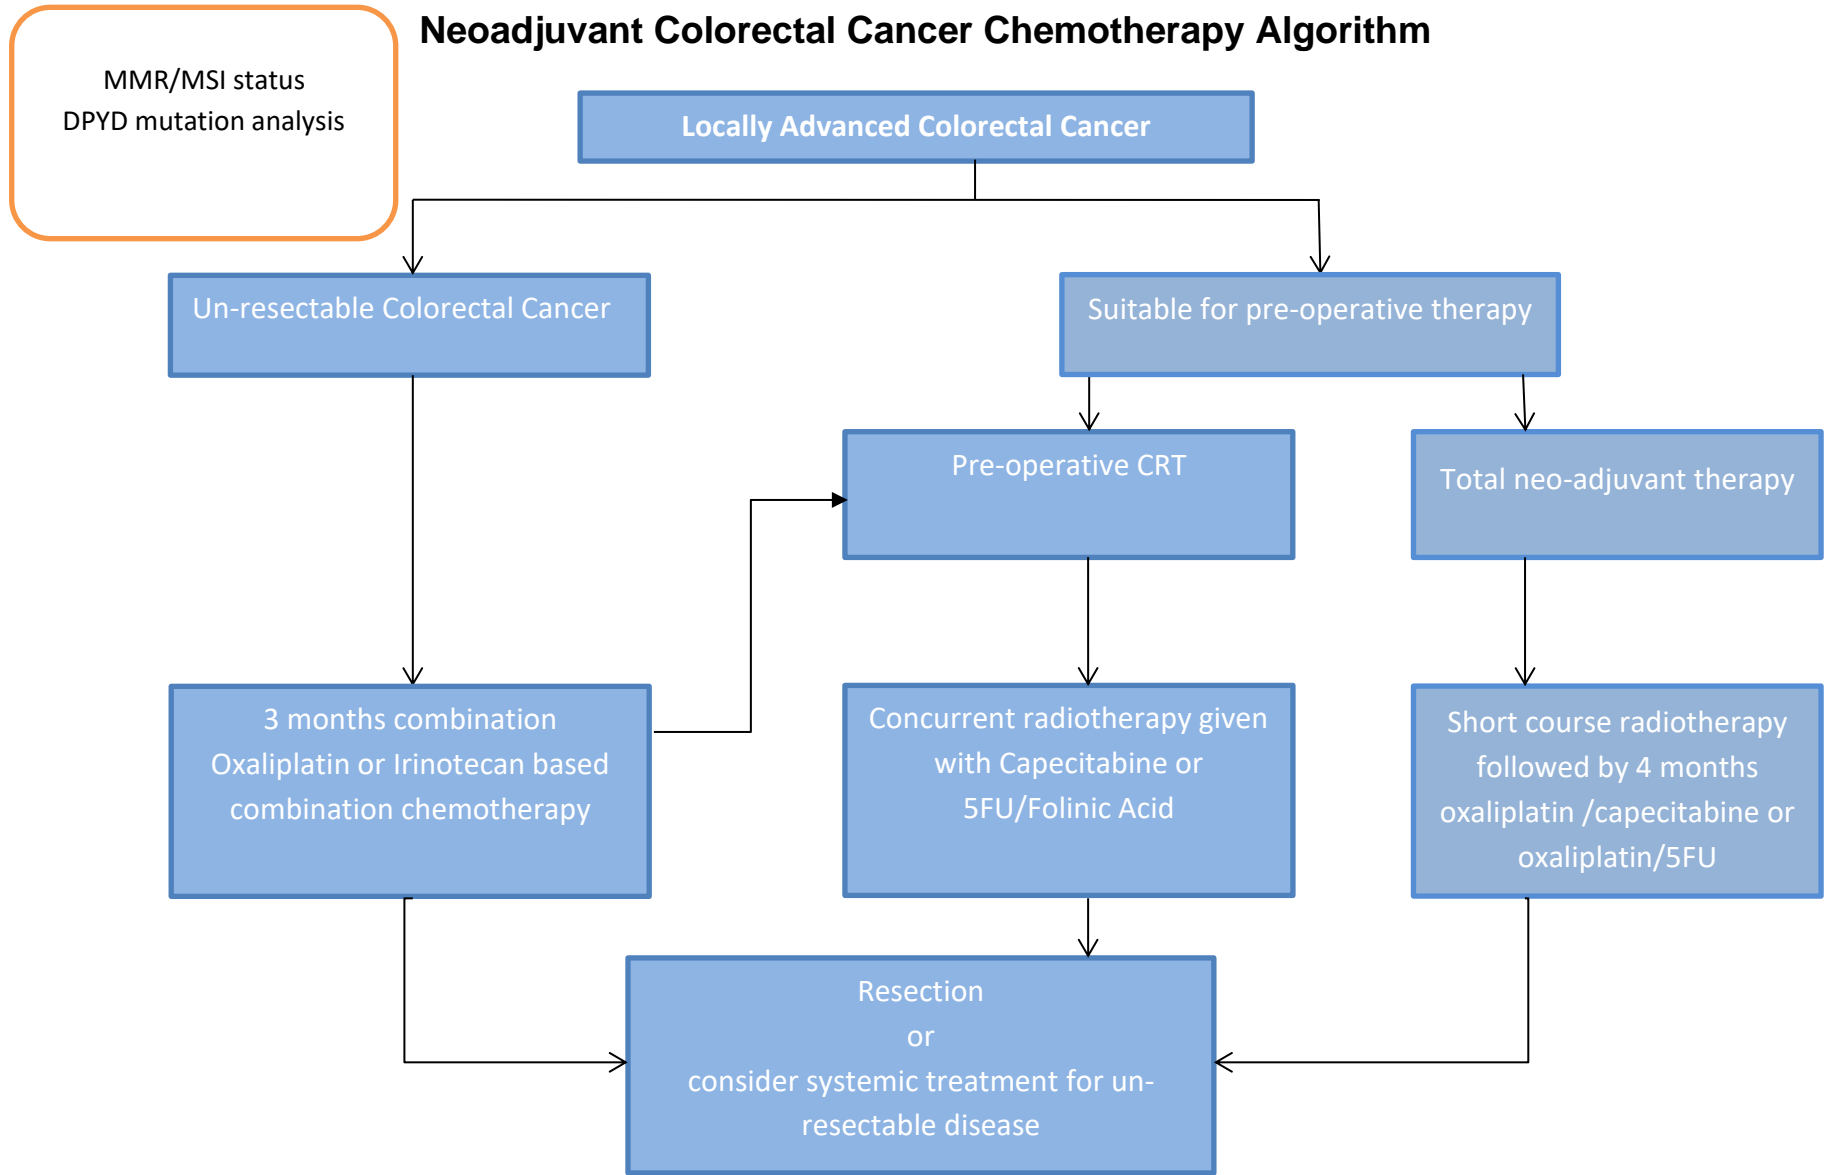 Neoadjuvant Colorectal Cancer Chemotherapy Algorithm
MMR/MSI status
DPYD mutation analysis
Locally Advanced Colorectal Cancer
Un-resectable Colorectal Cancer
Suitable for pre-operative therapy
Pre-operative CRT
Total neo-adjuvant therapy
3 months combination
Oxaliplatin or Irinotecan based
combination chemotherapy
Concurrent radiotherapy given
with Capecitabine or
5FU/Folinic Acid
Short course radiotherapy
followed by 4 months
oxaliplatin /capecitabine or
oxaliplatin/5FU
Resection
or
consider systemic treatment for un-
resectable disease